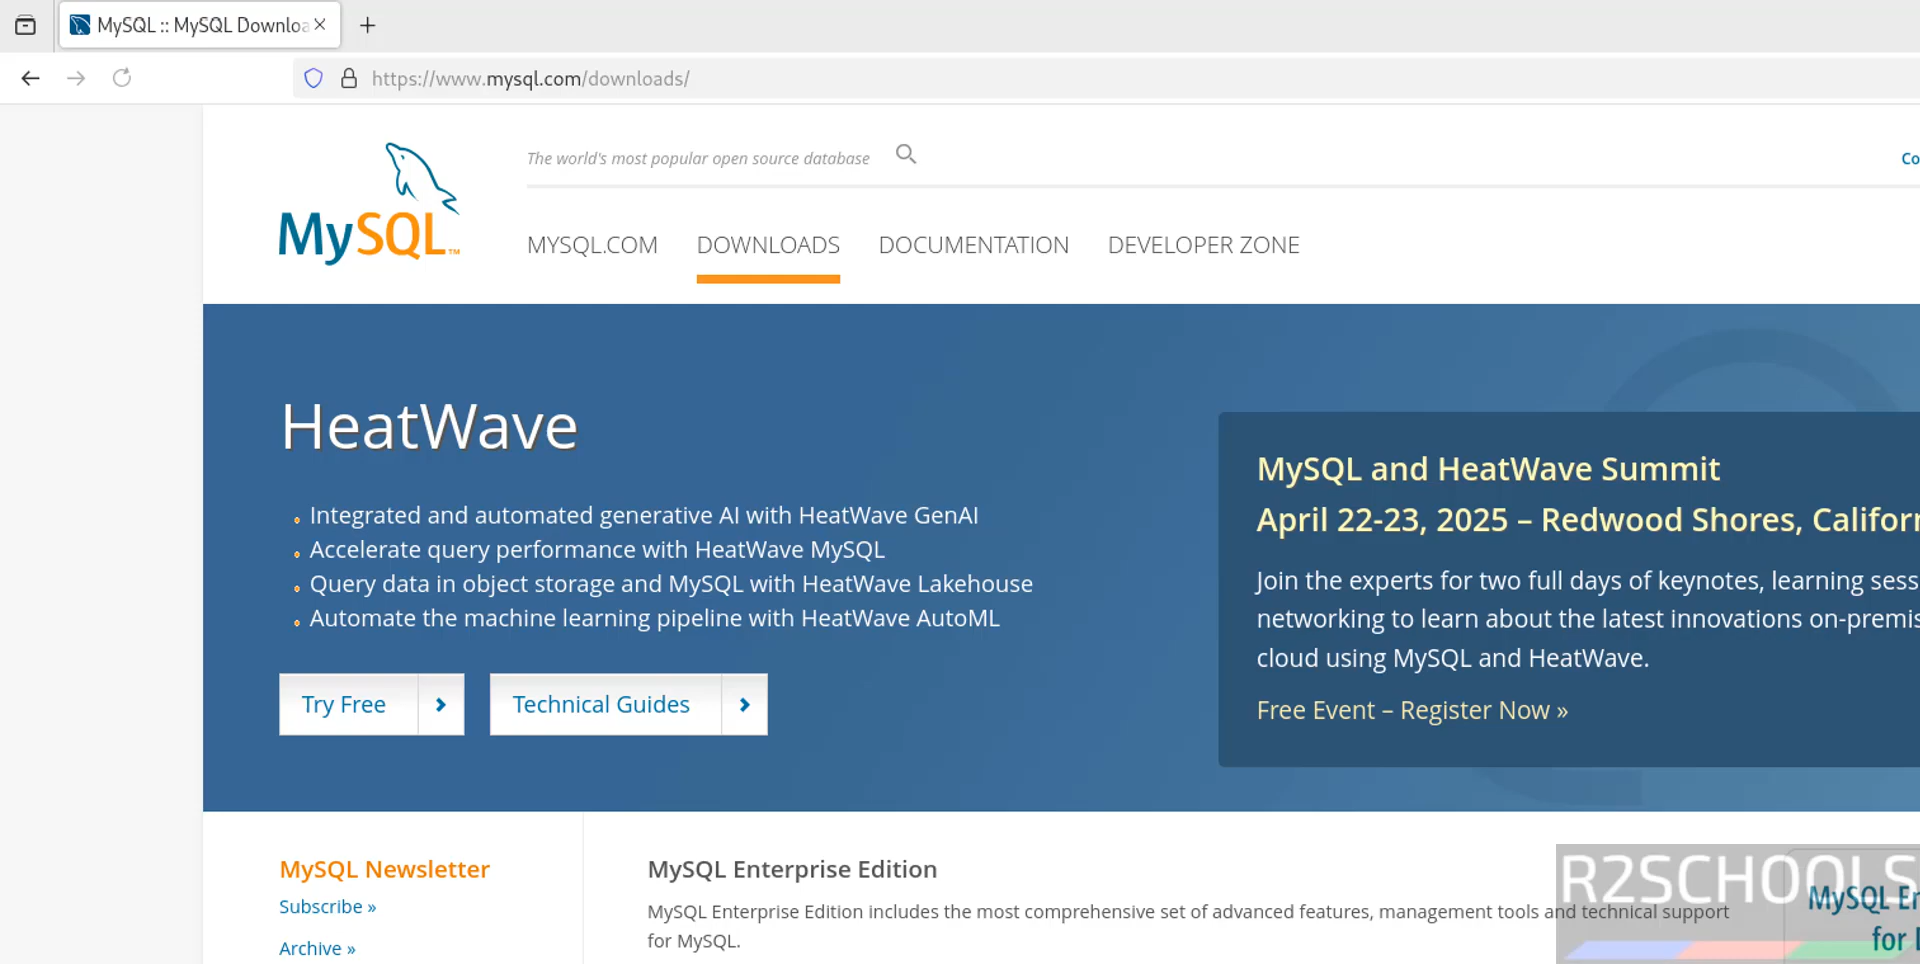 MySQL :: MySQL Downloa
https://www.mysql.com/downloads/
The world's most popular open source database
Co
MySQL™
MYSQL.COM DOWNLOADS DOCUMENTATION DEVELOPER ZONE
HeatWave
Integrated and automated generative AI with HeatWave GenAI
Accelerate query performance with HeatWave MySQL
Query data in object storage and MySQL with HeatWave Lakehouse
Automate the machine learning pipeline with HeatWave AutoML
Try Free
Technical Guides
MySQL and HeatWave Summit
April 22-23, 2025 – Redwood Shores, Califor
Join the experts for two full days of keynotes, learning sess
networking to learn about the latest innovations on-premis
cloud using MySQL and HeatWave.
Free Event – Register Now »
MySQL Newsletter
Subscribe »
Archive »
MySQL Enterprise Edition
MySQL Enterprise Edition includes the most comprehensive set of advanced features, management tools and technical support
for MySQL.
R2SCHOOLS
MySQL En
for